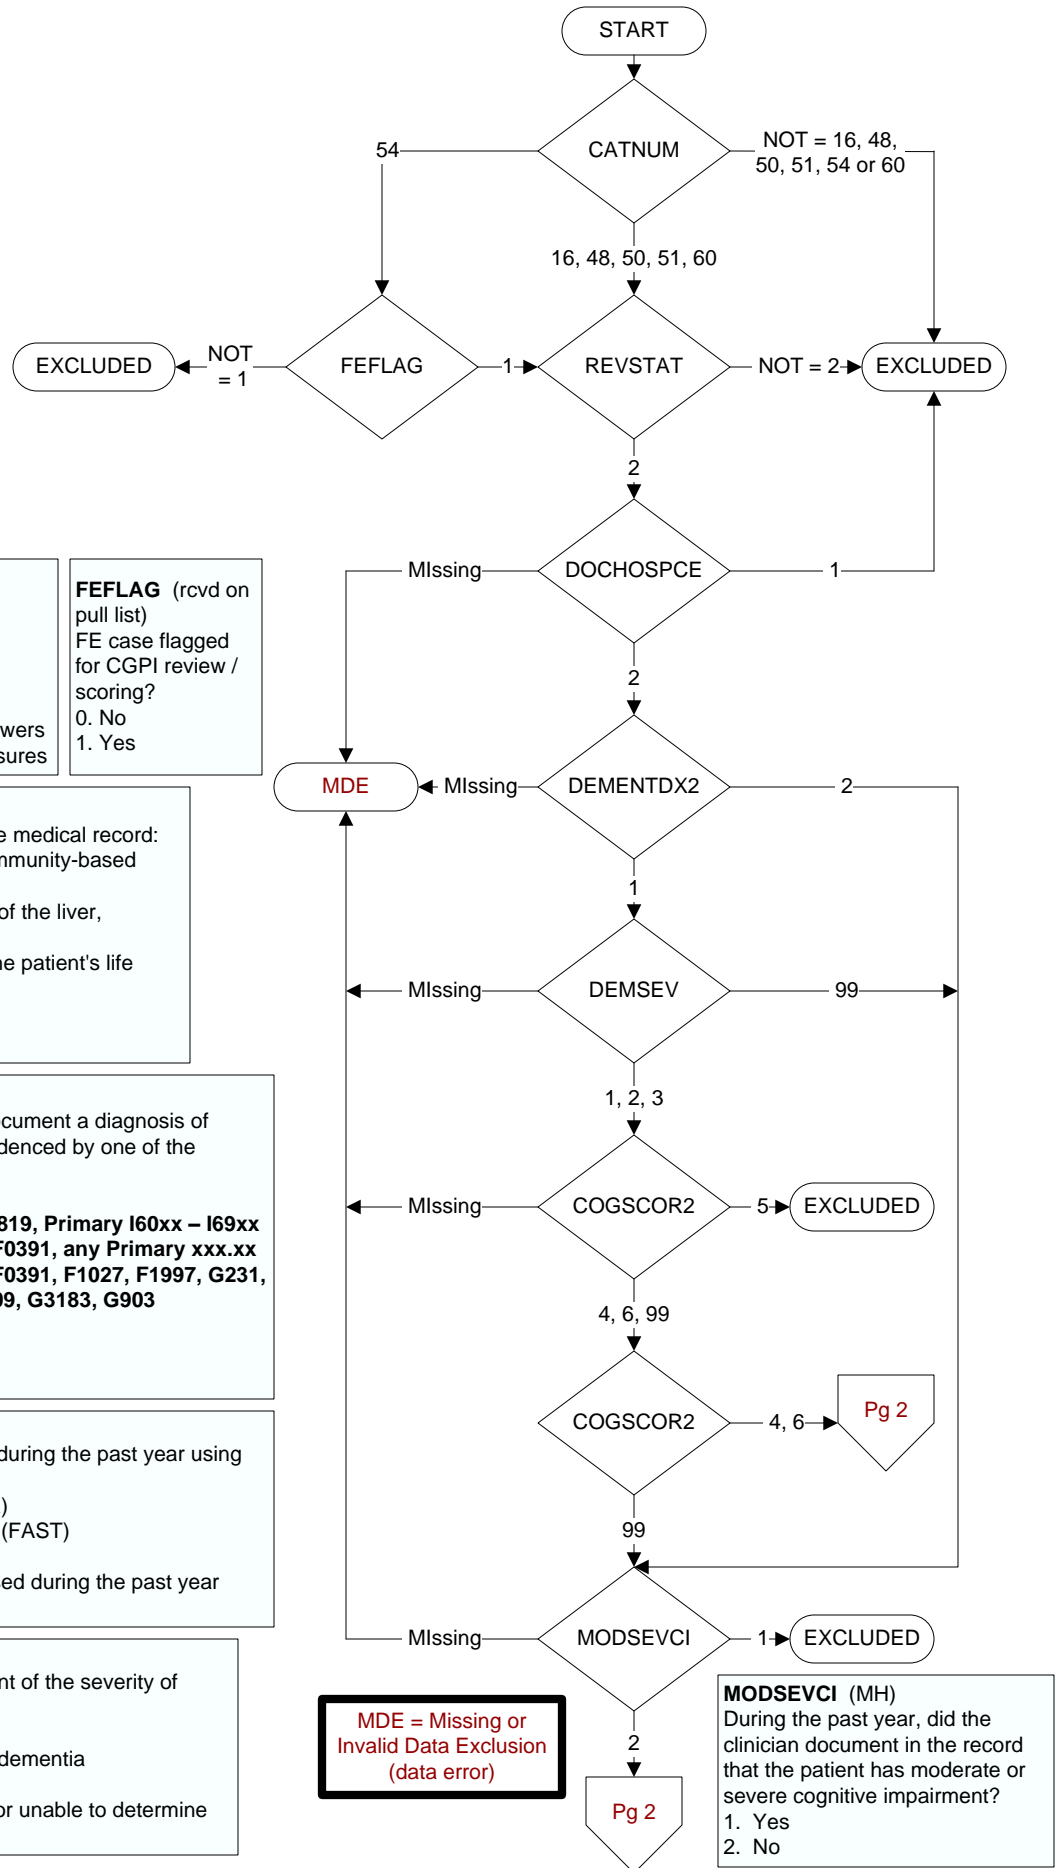 START
CATNUM
54
NOT = 16, 48,
50, 51, 54 or 60
16, 48, 50, 51, 60
EXCLUDED
NOT
= 1
FEFLAG
1
REVSTAT
NOT = 2
EXCLUDED
2
MIssing
DOCHOSPCE
1
2
MDE
MIssing
DEMENTDX2
2
1
MIssing
DEMSEV
99
1, 2, 3
MIssing
COGSCOR2
5
EXCLUDED
4, 6, 99
COGSCOR2
4, 6
Pg 2
99
MIssing
MODSEVCI
1
EXCLUDED
2
Pg 2
wers
sures
FEFLAG (rcvd on
pull list)
FE case flagged
for CGPI review /
scoring?
0. No
1. Yes
e medical record:
mmunity-based
of the liver,
ne patient's life
ocument a diagnosis of
idenced by one of the
819, Primary I60xx – I69xx
F0391, any Primary xxx.xx
F0391, F1027, F1997, G231,
09, G3183, G903
during the past year using
)
(FAST)
sed during the past year
nt of the severity of
dementia
or unable to determine
MDE = Missing or
Invalid Data Exclusion
(data error)
MODSEVCI (MH)
During the past year, did the
clinician document in the record
that the patient has moderate or
severe cognitive impairment?
1. Yes
2. No